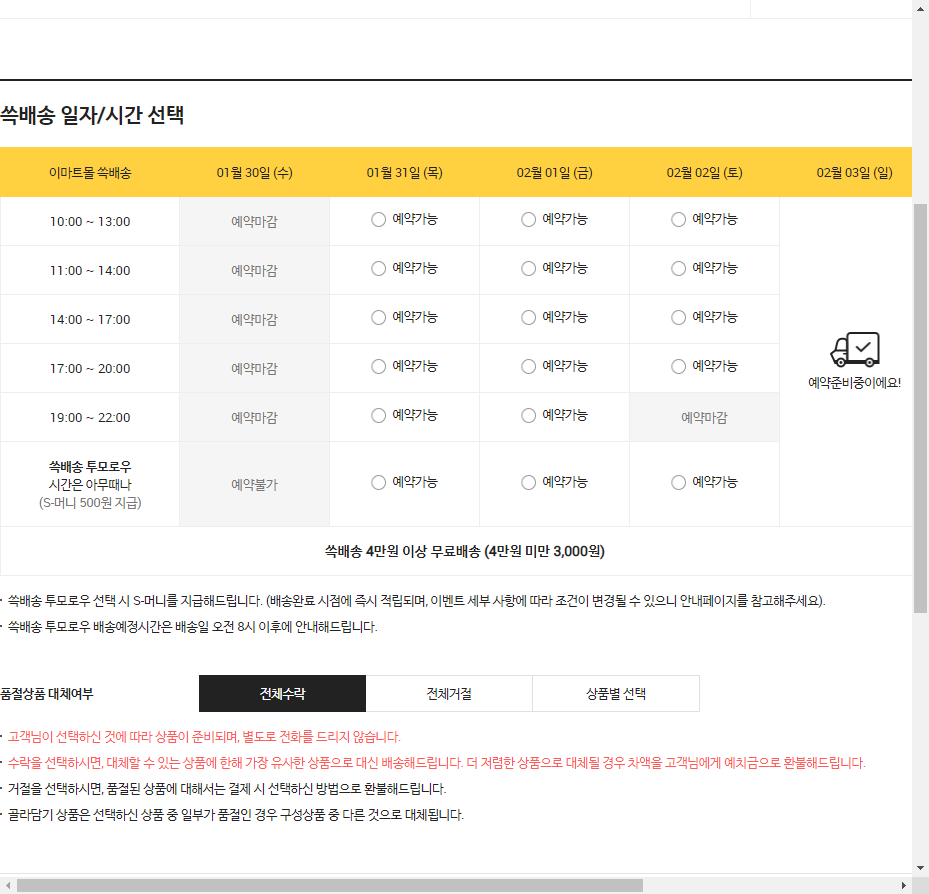 쓱배송 일자/시간 선택
이마트몰 쓱배송 01월 30일 (수) 01월 31일 (목) 02월 01일 (금) 02월 02일 (토) 02월 03일 (일)
10:00 ~ 13:00 예약마감 예약가능 예약가능 예약가능
11:00 ~ 14:00 예약마감 예약가능 예약가능 예약가능
14:00 ~ 17:00 예약마감 예약가능 예약가능 예약가능
17:00 ~ 20:00 예약마감 예약가능 예약가능 예약가능
예약준비중이에요!
19:00 ~ 22:00 예약마감 예약가능 예약가능 예약마감
쓱배송 투모로우
시간은 아무때나
(S-머니 500원 지급)
예약불가 예약가능 예약가능 예약가능
쓱배송 4만원 이상 무료배송 (4만원 미만 3,000원)
· 쓱배송 투모로우 선택 시 S-머니를 지급해드립니다. (배송완료 시점에 즉시 적립되며, 이벤트 세부 사항에 따라 조건이 변경될 수 있으니 안내페이지를 참고해주세요).
· 쓱배송 투모로우 배송예정시간은 배송일 오전 8시 이후에 안내해드립니다.
품절상품 대체여부 전체수락 전체거절 상품별 선택
· 고객님이 선택하신 것에 따라 상품이 준비되며, 별도로 전화를 드리지 않습니다.
· 수락을 선택하시면, 대체할 수 있는 상품에 한해 가장 유사한 상품으로 대신 배송해드립니다. 더 저렴한 상품으로 대체될 경우 차액을 고객님에게 예치금으로 환불해드립니다.
· 거절을 선택하시면, 품절된 상품에 대해서는 결제 시 선택하신 방법으로 환불해드립니다.
· 골라담기 상품은 선택하신 상품 중 일부가 품절인 경우 구성상품 중 다른 것으로 대체됩니다.